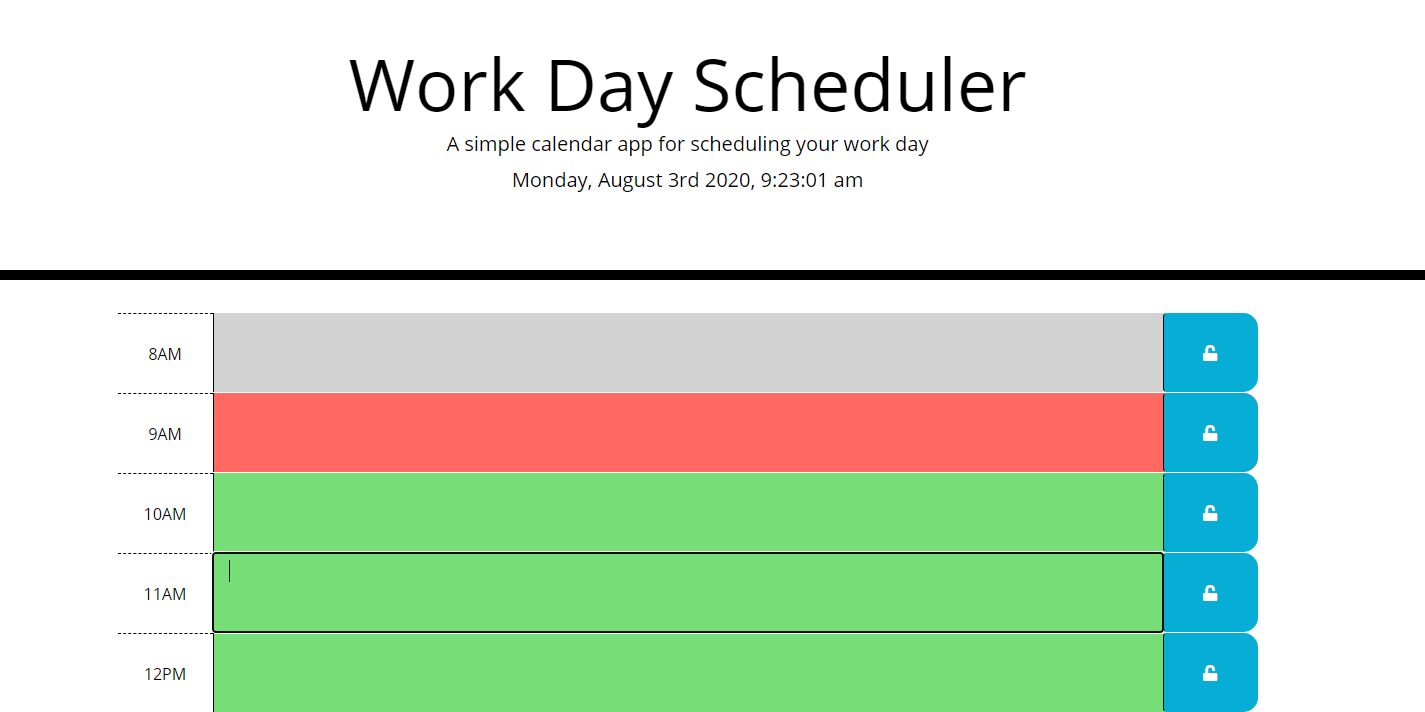 Work Day Scheduler
A simple calendar app for scheduling your work day
Monday, August 3rd 2020, 9:23:01 am
8AM
9AM
10AM
11AM
12PM